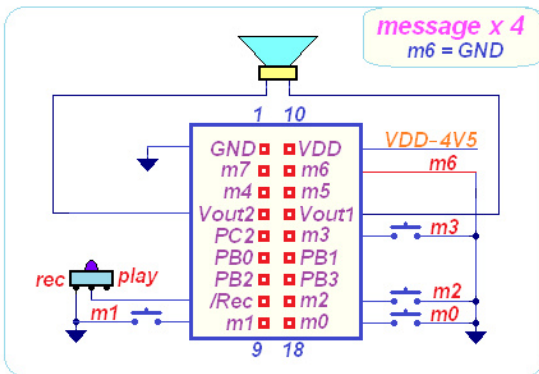 message x 4
m6 = GND
1 10
GND VDD
VDD-4V5
m7 m6
m6
m4 m5
Vout2 Vout1
PC2 m3
m3
PB0 PB1
rec play
PB2 PB3
/Rec m2
m2
m1
m1 m0
m0
9 18